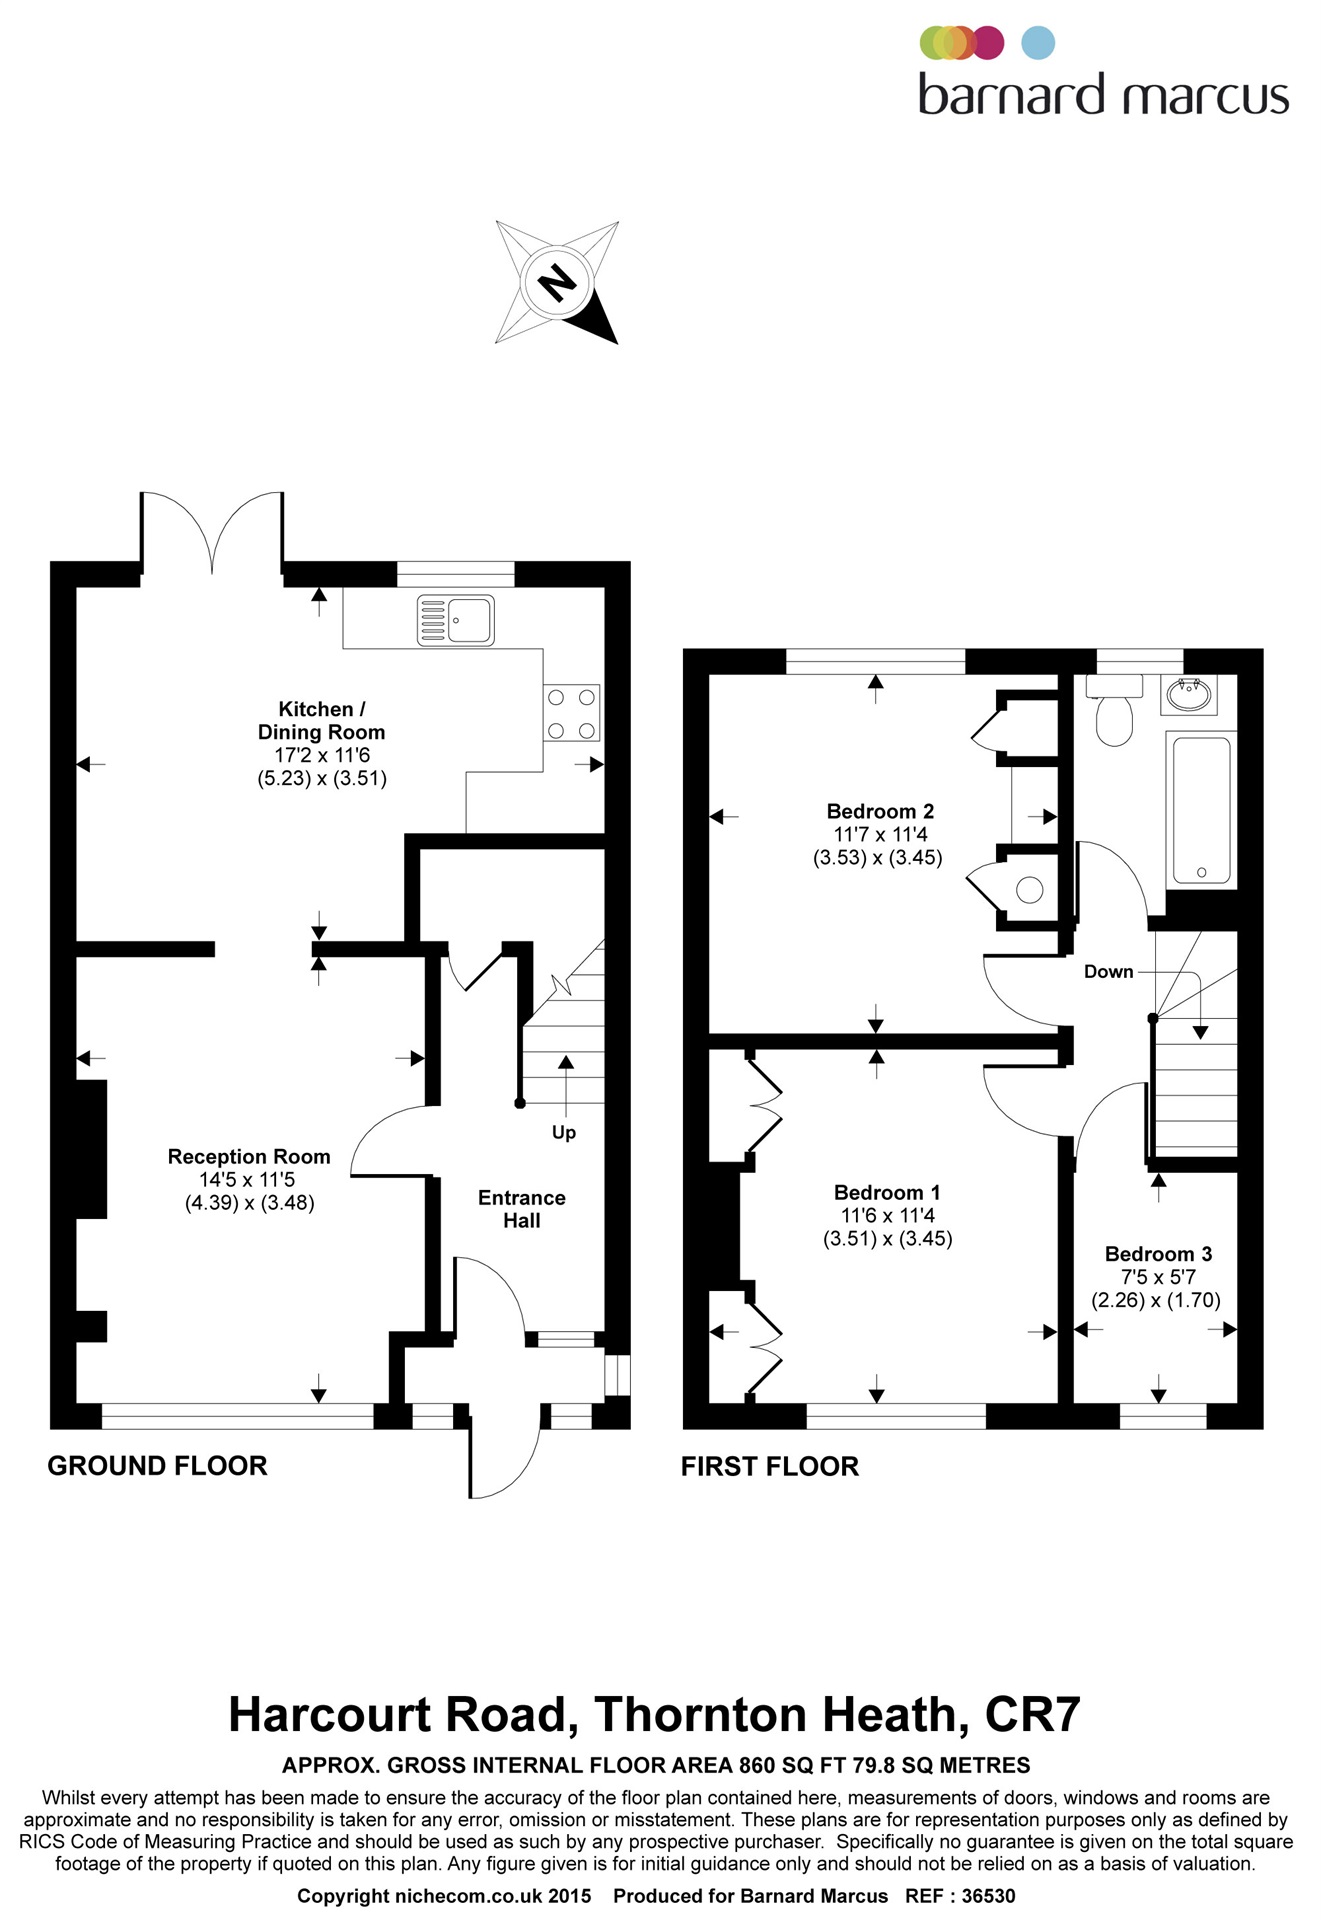 barnard marcus
N
Kitchen /
Dining Room
17'2 x 11'6
(5.23) x (3.51)
Reception Room
14'5 x 11'5
(4.39) x (3.48)
Up
Entrance
Hall
GROUND FLOOR
Bedroom 2
11'7 x 11'4
(3.53) x (3.45)
Down
Bedroom 1
11'6 x 11'4
(3.51) x (3.45)
Bedroom 3
7'5 x 5'7
(2.26) x (1.70)
FIRST FLOOR
Harcourt Road, Thornton Heath, CR7
APPROX. GROSS INTERNAL FLOOR AREA 860 SQ FT 79.8 SQ METRES
Whilst every attempt has been made to ensure the accuracy of the floor plan contained here, measurements of doors, windows and rooms are
approximate and no responsibility is taken for any error, omission or misstatement. These plans are for representation purposes only as defined by
RICS Code of Measuring Practice and should be used as such by any prospective purchaser. Specifically no guarantee is given on the total square
footage of the property if quoted on this plan. Any figure given is for initial guidance only and should not be relied on as a basis of valuation.
Copyright nichecom.co.uk 2015 Produced for Barnard Marcus REF : 36530